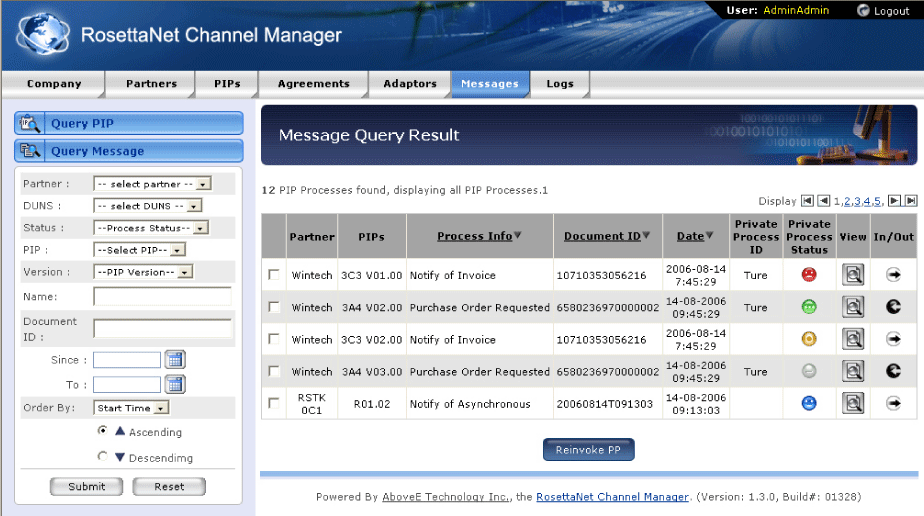 User: AdminAdmin Logout
RosettaNet Channel Manager
Company Partners PIPs Agreements Adaptors Messages Logs
Query PIP
Query Message
Partner : -- select partner --
DUNS : -- select DUNS --
Status : --Process Status--
PIP : --Select PIP--
Version : --PIP Version--
Name:
Document
ID :
Since :
To :
Order By: Start Time
Ascending
Descendimg
Submit Reset
Message Query Result
12 PIP Processes found, displaying all PIP Processes.1
Display 1,2,3,4,5,
Partner PIPs Process Info Document ID Date Private Process ID Private Process Status View In/Out
Wintech 3C3 V01.00 Notify of Invoice 10710353056216 2006-08-14 7:45:29 Ture
Wintech 3A4 V02.00 Purchase Order Requested 6580236970000002 14-08-2006 09:45:29 Ture
Wintech 3C3 V02.00 Notify of Invoice 10710353056216 2006-08-14 7:45:29
Wintech 3A4 V03.00 Purchase Order Requested 6580236970000002 14-08-2006 09:45:29 Ture
RSTK 0C1 R01.02 Notify of Asynchronous 20060814T091303 14-08-2006 09:13:03
Reinvoke PP
Powered By AboveE Technology Inc., the RosettaNet Channel Manager. (Version: 1.3.0, Build#: 01328)